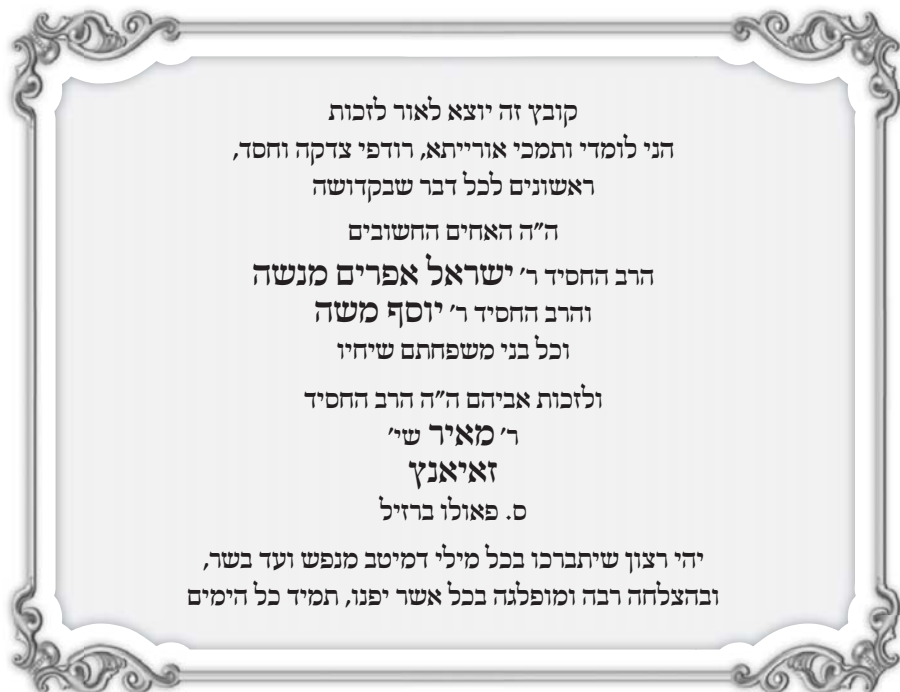 קובץ זה יוצא לאור לזכות
הני לומדי ותמכי אורייתא, רודפי צדקה וחסד,
ראשונים לכל דבר שבקדושה
ה״ה האחים החשובים
הרב החסיד ר׳ ישראל אפרים מנשה
והרב החסיד ר׳ יוסף משה
וכל בני משפחתם שיחיו
ולזכות אביהם ה״ה הרב החסיד
ר׳ מאיר שי׳
זאיאנץ
ס. פאולו ברזיל
יהי רצון שיתברכו בכל מילי דמיטב מנפש ועד בשר,
ובהצלחה רבה ומופלגה בכל אשר יפנו, תמיד כל הימים